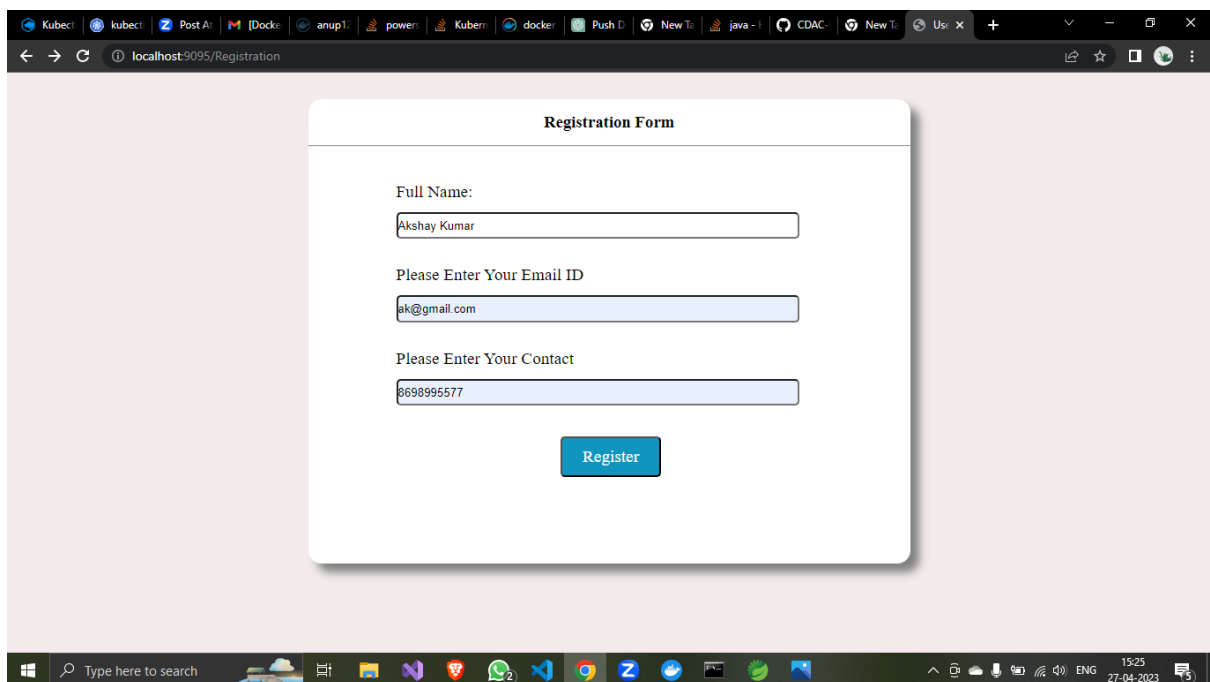 Kubect kubect Post At [Docke anup12 powers Kubern docker Push D New Ta java - H CDAC- New Ta Use
localhost:9095/Registration
Registration Form
Full Name:
Akshay Kumar
Please Enter Your Email ID
ak@gmail.com
Please Enter Your Contact
8698995577
Register
Type here to search
2
ENG
15:25
27-04-2023
5